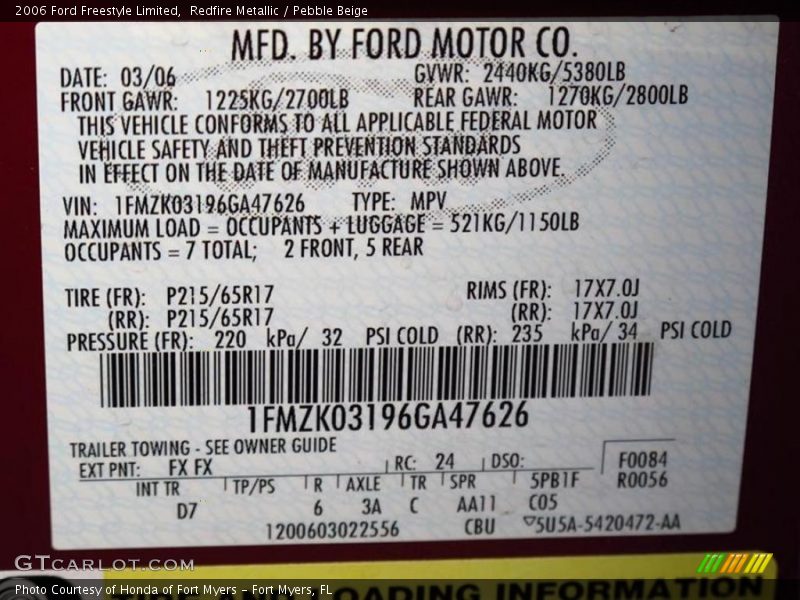 2006 Ford Freestyle Limited, Redfire Metallic / Pebble Beige
MFD. BY FORD MOTOR CO.
DATE: 03/06 GVWR: 2440KG/5380LB
FRONT GAWR: 1225KG/2700LB REAR GAWR: 1270KG/2800LB
THIS VEHICLE CONFORMS TO ALL APPLICABLE FEDERAL MOTOR
VEHICLE SAFETY AND THEFT PREVENTION STANDARDS
IN EFFECT ON THE DATE OF MANUFACTURE SHOWN ABOVE.
VIN: 1FMZK03196GA47626 TYPE: MPV
MAXIMUM LOAD = OCCUPANTS + LUGGAGE = 521KG/1150LB
OCCUPANTS = 7 TOTAL; 2 FRONT, 5 REAR
TIRE (FR): P215/65R17 RIMS (FR): 17X7.0J
(RR): P215/65R17 (RR): 17X7.0J
PRESSURE (FR): 220 kPa/ 32 PSI COLD (RR): 235 kPa/ 34 PSI COLD
1FMZK03196GA47626
TRAILER TOWING - SEE OWNER GUIDE
EXT PNT: FX FX RC: 24 DSO: F0084
INT TR TP/PS R AXLE TR SPR 5PB1F R0056
D7 6 3A C AA11 C05
1200603022556 CBU 5U5A-5420472-AA
GTCARLOT.COM
LOADING INFORMATION
Photo Courtesy of Honda of Fort Myers – Fort Myers, FL